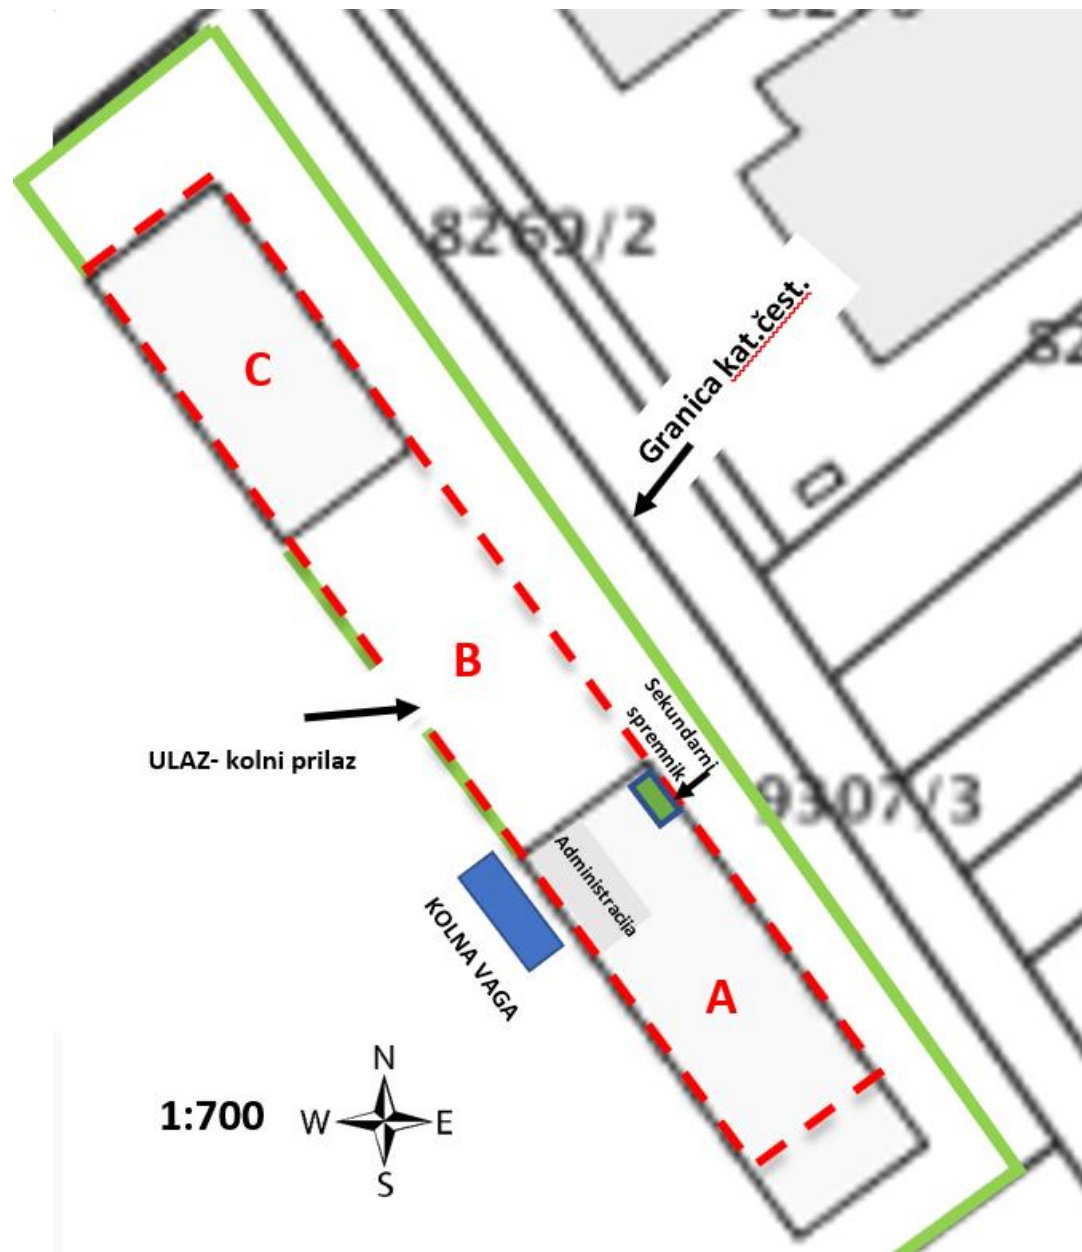 8269/2
Granica kat.čest.
C
B
Sekundarni
spremnik
ULAZ- kolni prilaz
9307/3
Administracija
KOLNA VAGA
A
1:700
N
W
E
S